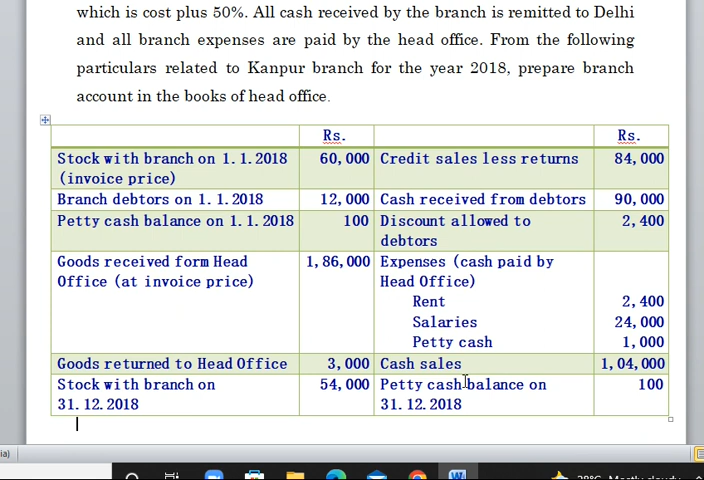 which is cost plus 50%. All cash received by the branch is remitted to Delhi
and all branch expenses are paid by the head office. From the following
particulars related to Kanpur branch for the year 2018, prepare branch
account in the books of head office.
Rs. Rs.
Stock with branch on 1.1.2018 60,000 Credit sales less returns 84,000
(invoice price)
Branch debtors on 1.1.2018 12,000 Cash received from debtors 90,000
Petty cash balance on 1.1.2018 100 Discount allowed to 2,400
debtors
Goods received form Head 1,86,000 Expenses (cash paid by
Office (at invoice price) Head Office)
Rent 2,400
Salaries 24,000
Petty cash 1,000
Goods returned to Head Office 3,000 Cash sales 1,04,000
Stock with branch on 54,000 Petty cash balance on 100
31.12.2018 31.12.2018
ia)
28°C Mostly cloudy